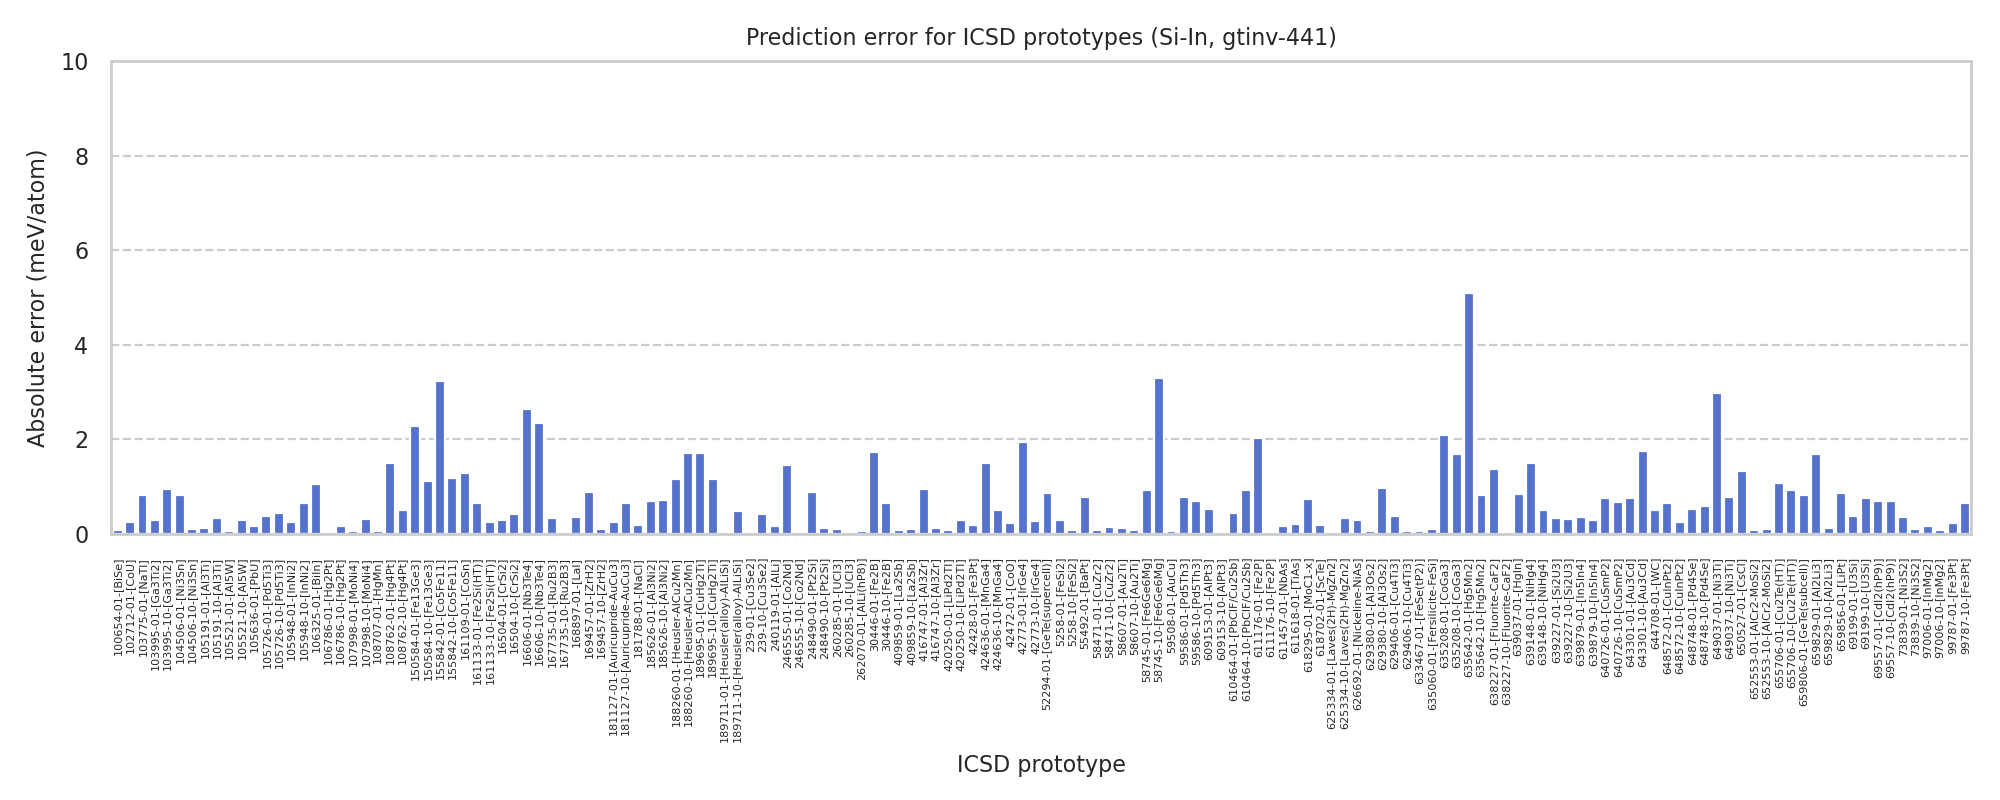 Prediction error for ICSD prototypes (Si-In, gtinv-441)
Absolute error (meV/atom)
10
8
6
4
2
0
100654-01-[BiSe]
102712-01-[CoU]
103775-01-[NaTl]
103995-01-[Ga3Ti2]
103995-10-[Ga3Ti2]
104506-01-[Ni3Sn]
104506-10-[Ni3Sn]
105191-01-[Al3Ti]
105191-10-[Al3Ti]
105521-01-[Al5W]
105521-10-[Al5W]
105636-01-[PbU]
105726-01-[Pd5Ti3]
105726-10-[Pd5Ti3]
105948-01-[InNi2]
105948-10-[InNi2]
106325-01-[BiIn]
106786-01-[Hg2Pt]
106786-10-[Hg2Pt]
107998-01-[MoNi4]
107998-10-[MoNi4]
108707-01-[HgMn]
108762-01-[Hg4Pt]
108762-10-[Hg4Pt]
150584-01-[Fe13Ge3]
150584-10-[Fe13Ge3]
155842-01-[Co5Fe11]
155842-10-[Co5Fe11]
161109-01-[CoSn]
161133-01-[Fe2Si(HT)]
161133-10-[Fe2Si(HT)]
16504-01-[CrSi2]
16504-10-[CrSi2]
16606-01-[Nb3Te4]
16606-10-[Nb3Te4]
167735-01-[Ru2B3]
167735-10-[Ru2B3]
168897-01-[LaI]
169457-01-[ZrH2]
169457-10-[ZrH2]
181127-01-[Auricupride-AuCu3]
181127-10-[Auricupride-AuCu3]
181788-01-[NaCl]
185626-01-[Al3Ni2]
185626-10-[Al3Ni2]
188260-01-[Heusler-AlCu2Mn]
188260-10-[Heusler-AlCu2Mn]
189695-01-[CuHg2Ti]
189695-10-[CuHg2Ti]
189711-01-[Heusler(alloy)-AlLiSi]
189711-10-[Heusler(alloy)-AlLiSi]
239-01-[Cu3Se2]
239-10-[Cu3Se2]
240119-01-[AlLi]
246555-01-[Co2Nd]
246555-10-[Co2Nd]
248490-01-[Pt2Si]
248490-10-[Pt2Si]
260285-01-[UCl3]
260285-10-[UCl3]
262070-01-[AlLi(hP8)]
30446-01-[Fe2B]
30446-10-[Fe2B]
409859-01-[La2Sb]
409859-10-[La2Sb]
416747-01-[Al3Zr]
416747-10-[Al3Zr]
420250-01-[LiPd2Tl]
420250-10-[LiPd2Tl]
42428-01-[Fe3Pt]
424636-01-[MnGa4]
424636-10-[MnGa4]
42472-01-[CoO]
42773-01-[IrGe4]
42773-10-[IrGe4]
52294-01-[GeTe(supercell)]
5258-01-[FeSi2]
5258-10-[FeSi2]
55492-01-[BaPt]
58471-01-[CuZr2]
58471-10-[CuZr2]
58607-01-[Au2Ti]
58607-10-[Au2Ti]
58745-01-[Fe6Ge6Mg]
58745-10-[Fe6Ge6Mg]
59508-01-[AuCu]
59586-01-[Pd5Th3]
59586-10-[Pd5Th3]
609153-01-[AlPt3]
609153-10-[AlPt3]
610464-01-[PbClF/Cu2Sb]
610464-10-[PbClF/Cu2Sb]
611176-01-[Fe2P]
611176-10-[Fe2P]
611457-01-[NbAs]
611618-01-[TiAs]
618295-01-[MoC1-x]
618702-01-[ScTe]
625334-01-[Laves(2H)-MgZn2]
625334-10-[Laves(2H)-MgZn2]
626692-01-[Nickeline-NiAs]
629380-01-[Al3Os2]
629380-10-[Al3Os2]
629406-01-[Cu4Ti3]
629406-10-[Cu4Ti3]
633467-01-[FeSe(tP2)]
635060-01-[Fersilicite-FeSi]
635208-01-[CoGa3]
635208-10-[CoGa3]
635642-01-[Hg5Mn2]
635642-10-[Hg5Mn2]
638227-01-[Fluorite-CaF2]
638227-10-[Fluorite-CaF2]
639037-01-[HgIn]
639148-01-[NiHg4]
639148-10-[NiHg4]
639227-01-[Si2U3]
639227-10-[Si2U3]
639879-01-[In5In4]
639879-10-[In5In4]
640726-01-[CuSmP2]
640726-10-[CuSmP2]
643301-01-[Au3Cd]
643301-10-[Au3Cd]
644708-01-[WC]
648572-01-[CuInPt2]
648572-10-[CuInPt2]
648748-01-[Pd4Se]
648748-10-[Pd4Se]
649037-01-[Ni3Ti]
649037-10-[Ni3Ti]
650527-01-[CsCl]
652553-01-[AlCr2-MoSi2]
652553-10-[AlCr2-MoSi2]
655706-01-[Cu2Te(HT)]
655706-10-[Cu2Te(HT)]
659806-01-[GeTe(subcell)]
659829-01-[Al2Li3]
659829-10-[Al2Li3]
659856-01-[LiPt]
69199-01-[U3Si]
69199-10-[U3Si]
69557-01-[CdI2(hP9)]
69557-10-[CdI2(hP9)]
73839-01-[Ni3S2]
73839-10-[Ni3S2]
97006-01-[InMg2]
97006-10-[InMg2]
99787-01-[Fe3Pt]
99787-10-[Fe3Pt]
ICSD prototype